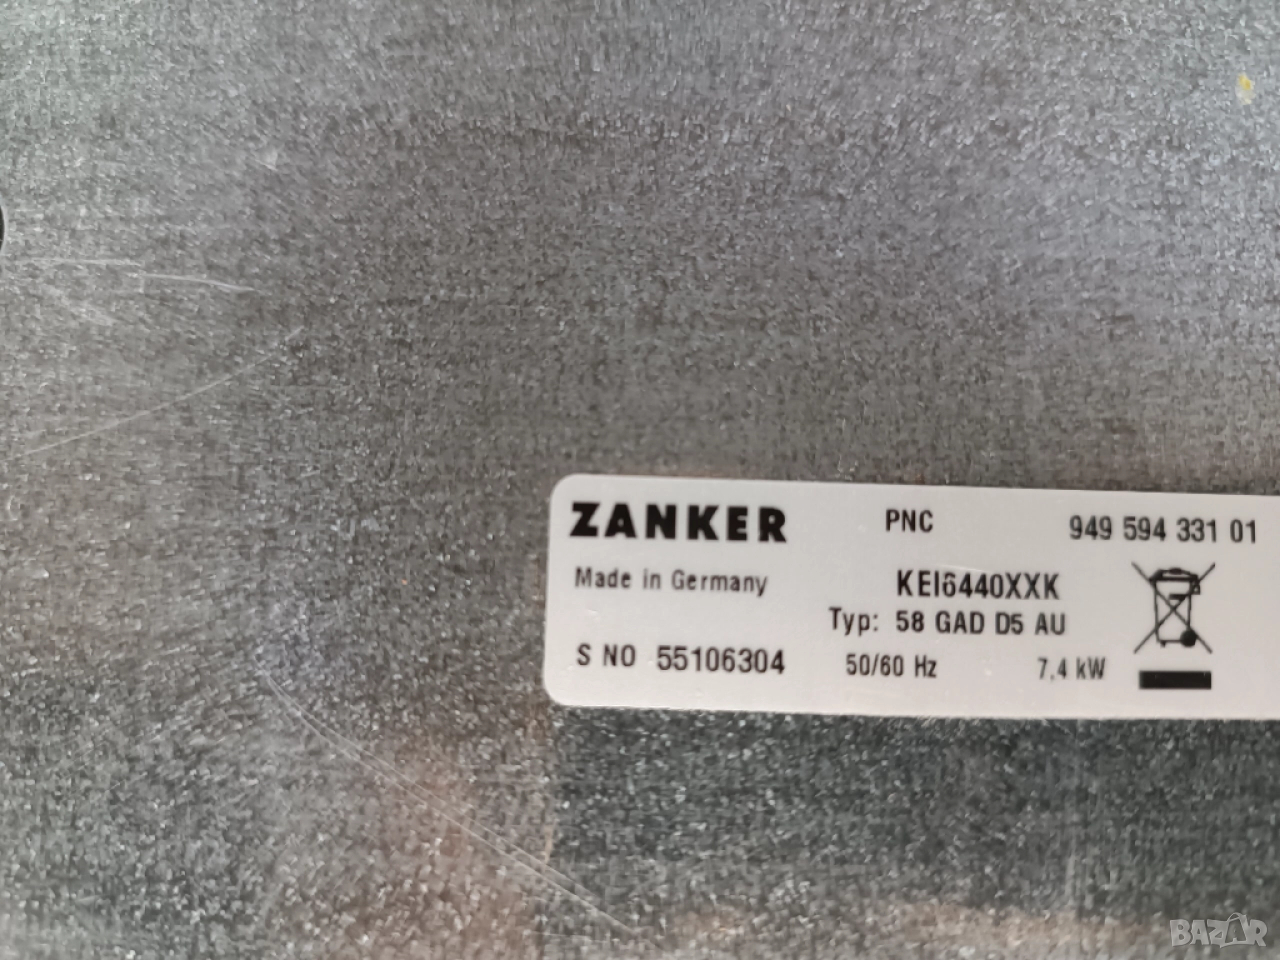 ZANKER PNC 949 594 331 01
Made in Germany KEI6440XXK
Typ: 58 GAD D5 AU
S NO 55106304 50/60 Hz 7,4 kW
BAZAR